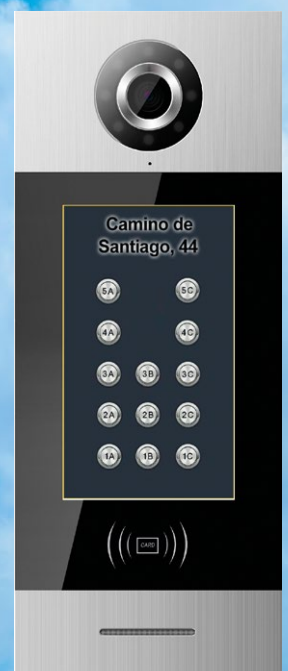 Camino de
Santiago, 44
5A 5C
4A 4C
3A 3B 3C
2A 2B 2C
1A 1B 1C
CARD